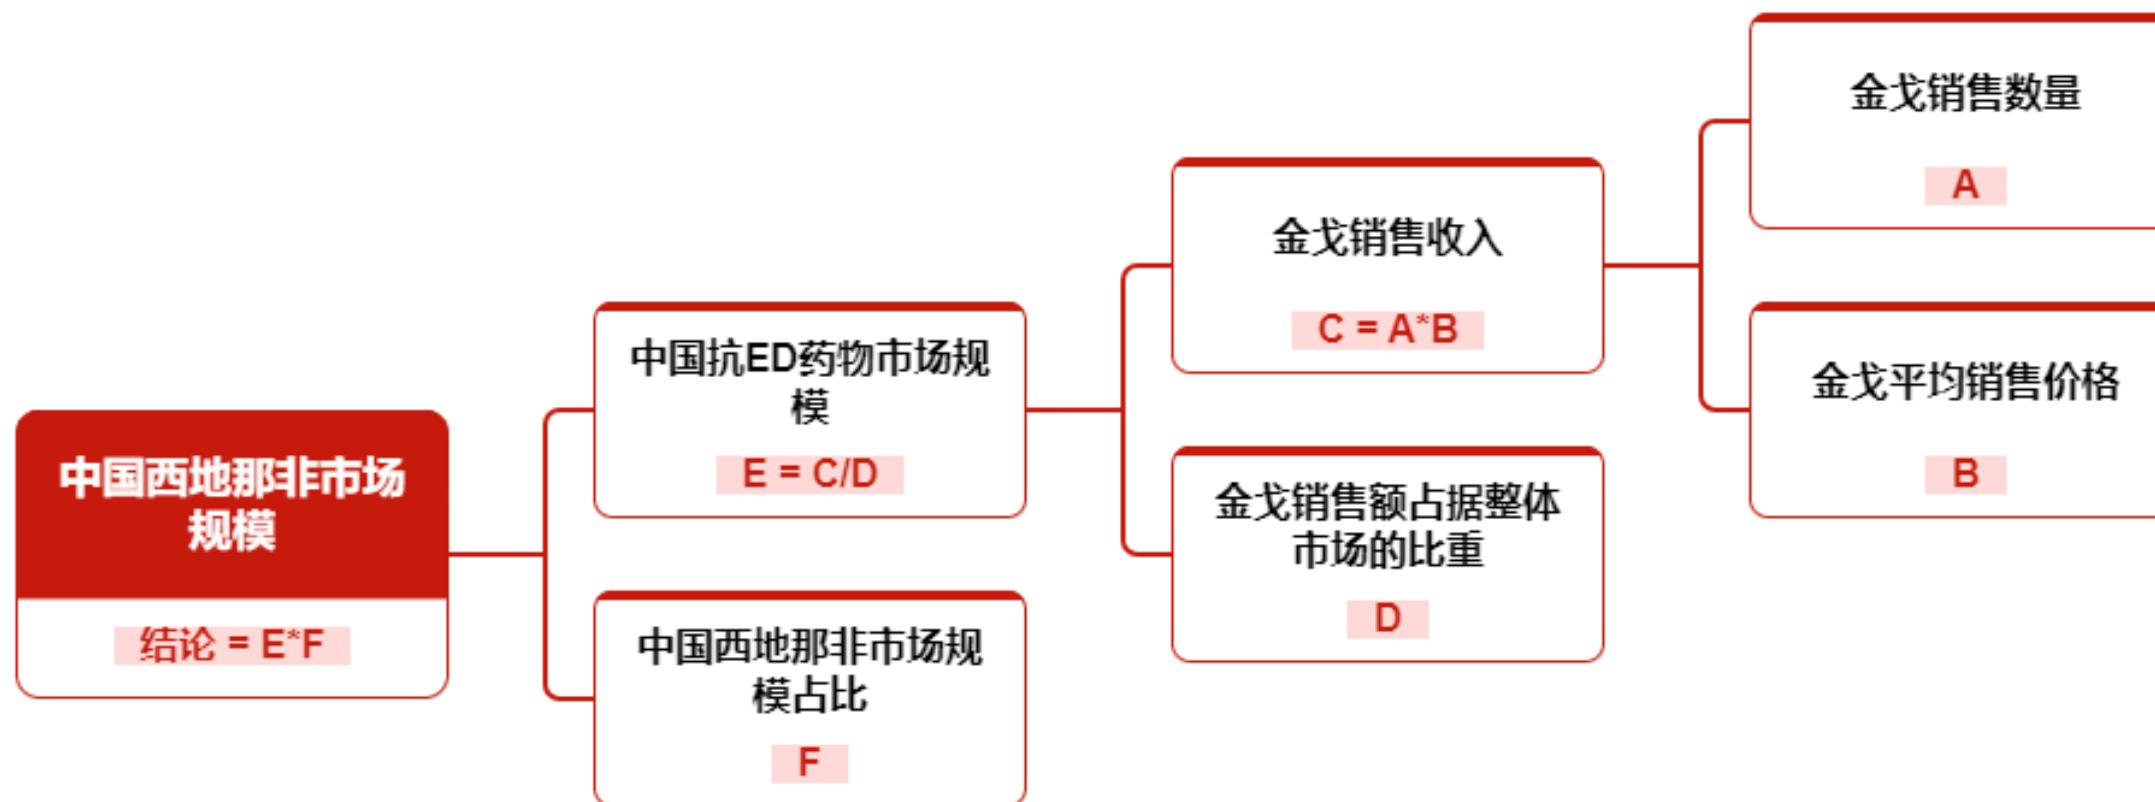 中国西地那非市场
规模
结论 = E*F
中国抗ED药物市场规
模
E = C/D
中国西地那非市场规
模占比
F
金戈销售收入
C = A*B
金戈销售额占据整体
市场的比重
D
金戈销售数量
A
金戈平均销售价格
B